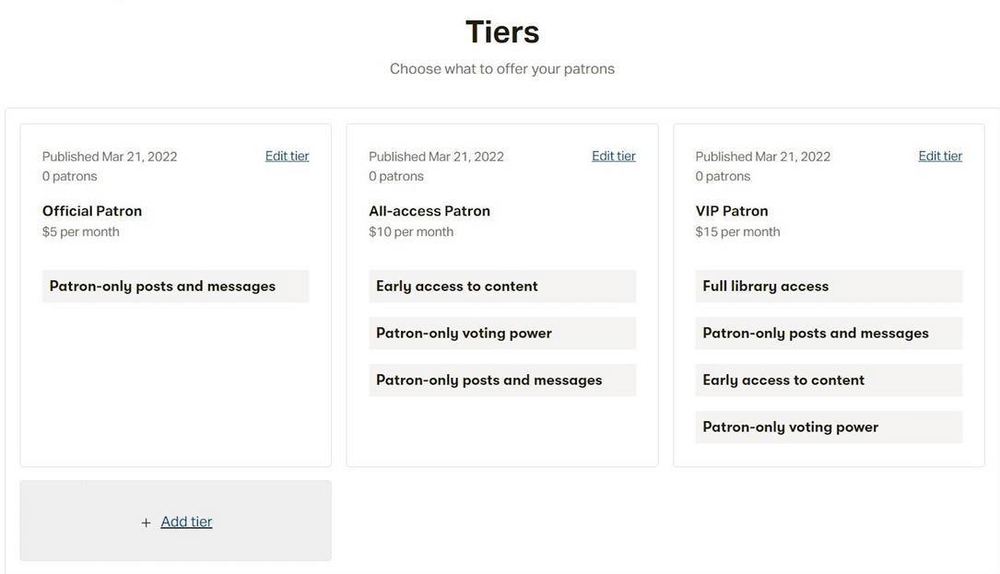 Tiers
Choose what to offer your patrons
Published Mar 21, 2022
Edit tier
0 patrons
Official Patron
$5 per month
Patron-only posts and messages
Published Mar 21, 2022
Edit tier
0 patrons
All-access Patron
$10 per month
Early access to content
Patron-only voting power
Patron-only posts and messages
Published Mar 21, 2022
Edit tier
0 patrons
VIP Patron
$15 per month
Full library access
Patron-only posts and messages
Early access to content
Patron-only voting power
+ Add tier